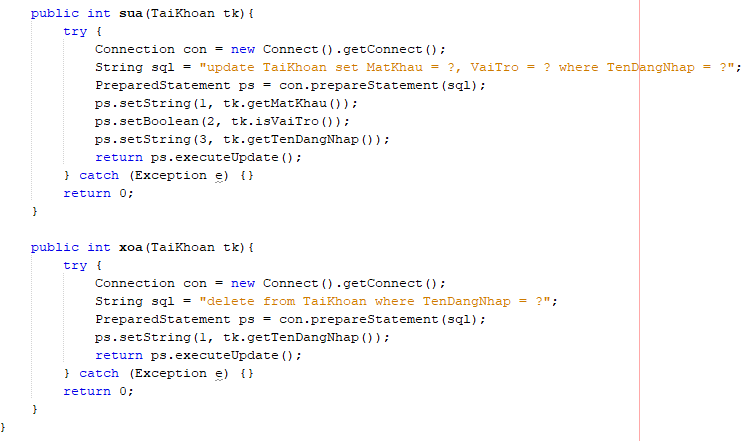 public int sua(TaiKhoan tk){
try {
Connection con = new Connect().getConnect();
String sql = "update TaiKhoan set MatKhau = ?, VaiTro = ? where TenDangNhap = ?";
PreparedStatement ps = con.prepareStatement(sql);
ps.setString(1, tk.getMatKhau());
ps.setBoolean(2, tk.isVaiTro());
ps.setString(3, tk.getTenDangNhap());
return ps.executeUpdate();
} catch (Exception e) {}
return 0;
}
public int xoa(TaiKhoan tk){
try {
Connection con = new Connect().getConnect();
String sql = "delete from TaiKhoan where TenDangNhap = ?";
PreparedStatement ps = con.prepareStatement(sql);
ps.setString(1, tk.getTenDangNhap());
return ps.executeUpdate();
} catch (Exception e) {}
return 0;
}
}